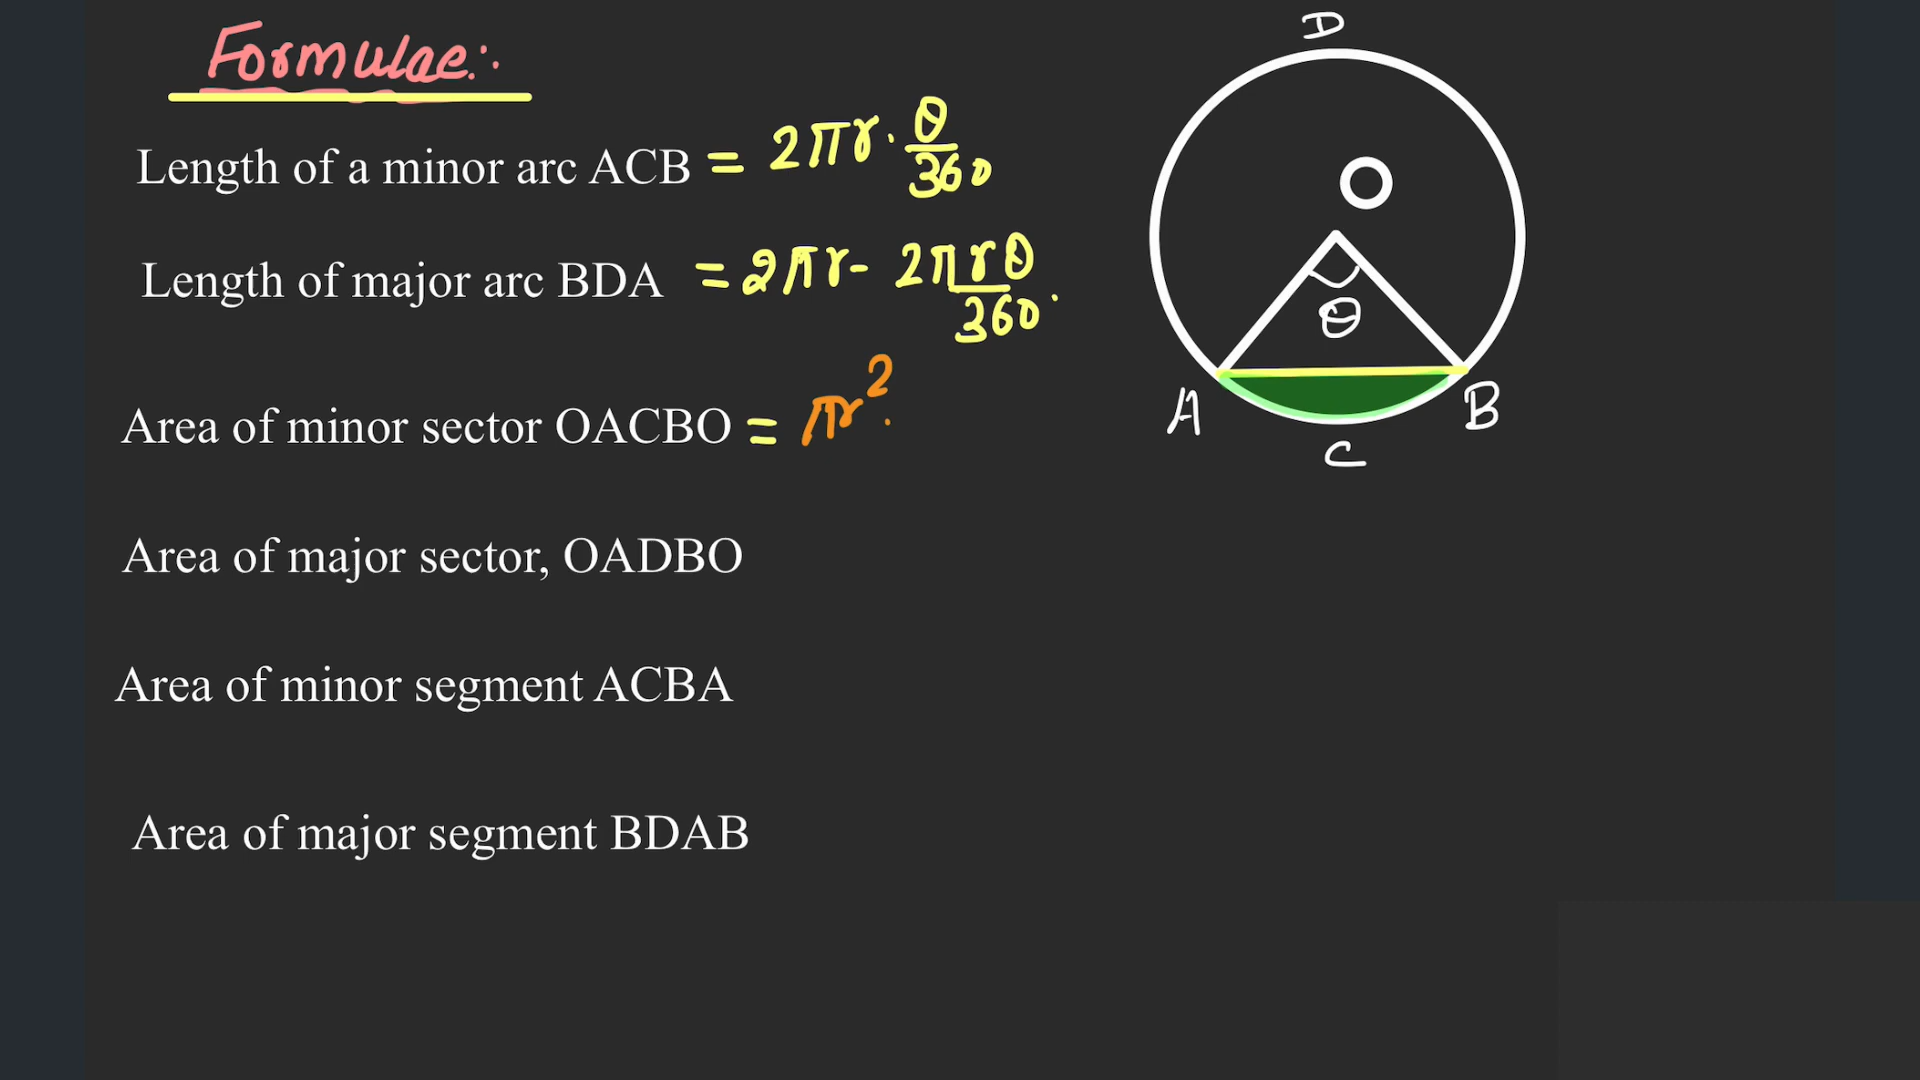 Formulae:
Length of a minor arc ACB = 2πr · θ/360
Length of major arc BDA = 2πr - 2πrθ/360.
Area of minor sector OACBO = πr² .
Area of major sector, OADBO
Area of minor segment ACBA
Area of major segment BDAB
D
O
θ
A
B
C